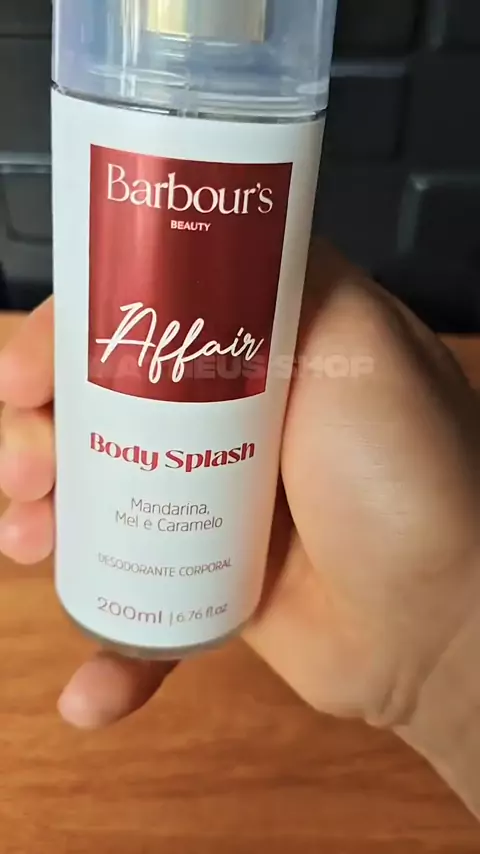 Barbour's
BEAUTY
Affair
Body Splash
Mandarina,
Mel e Caramelo
DESODORANTE CORPORAL
200ml | 6.76 fl.oz